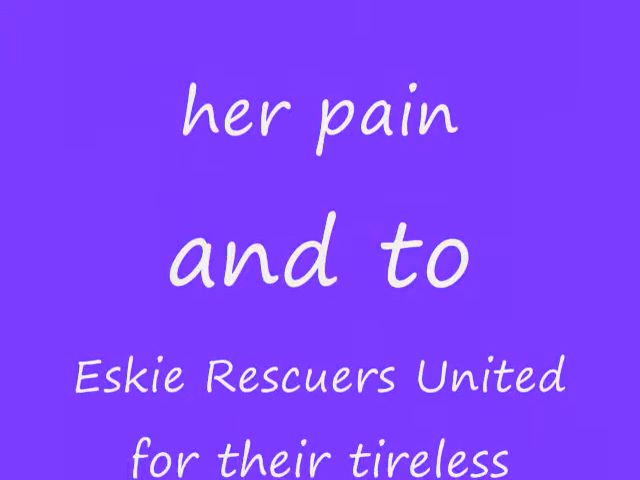 her pain
and to
Eskie Rescuers United
for their tireless